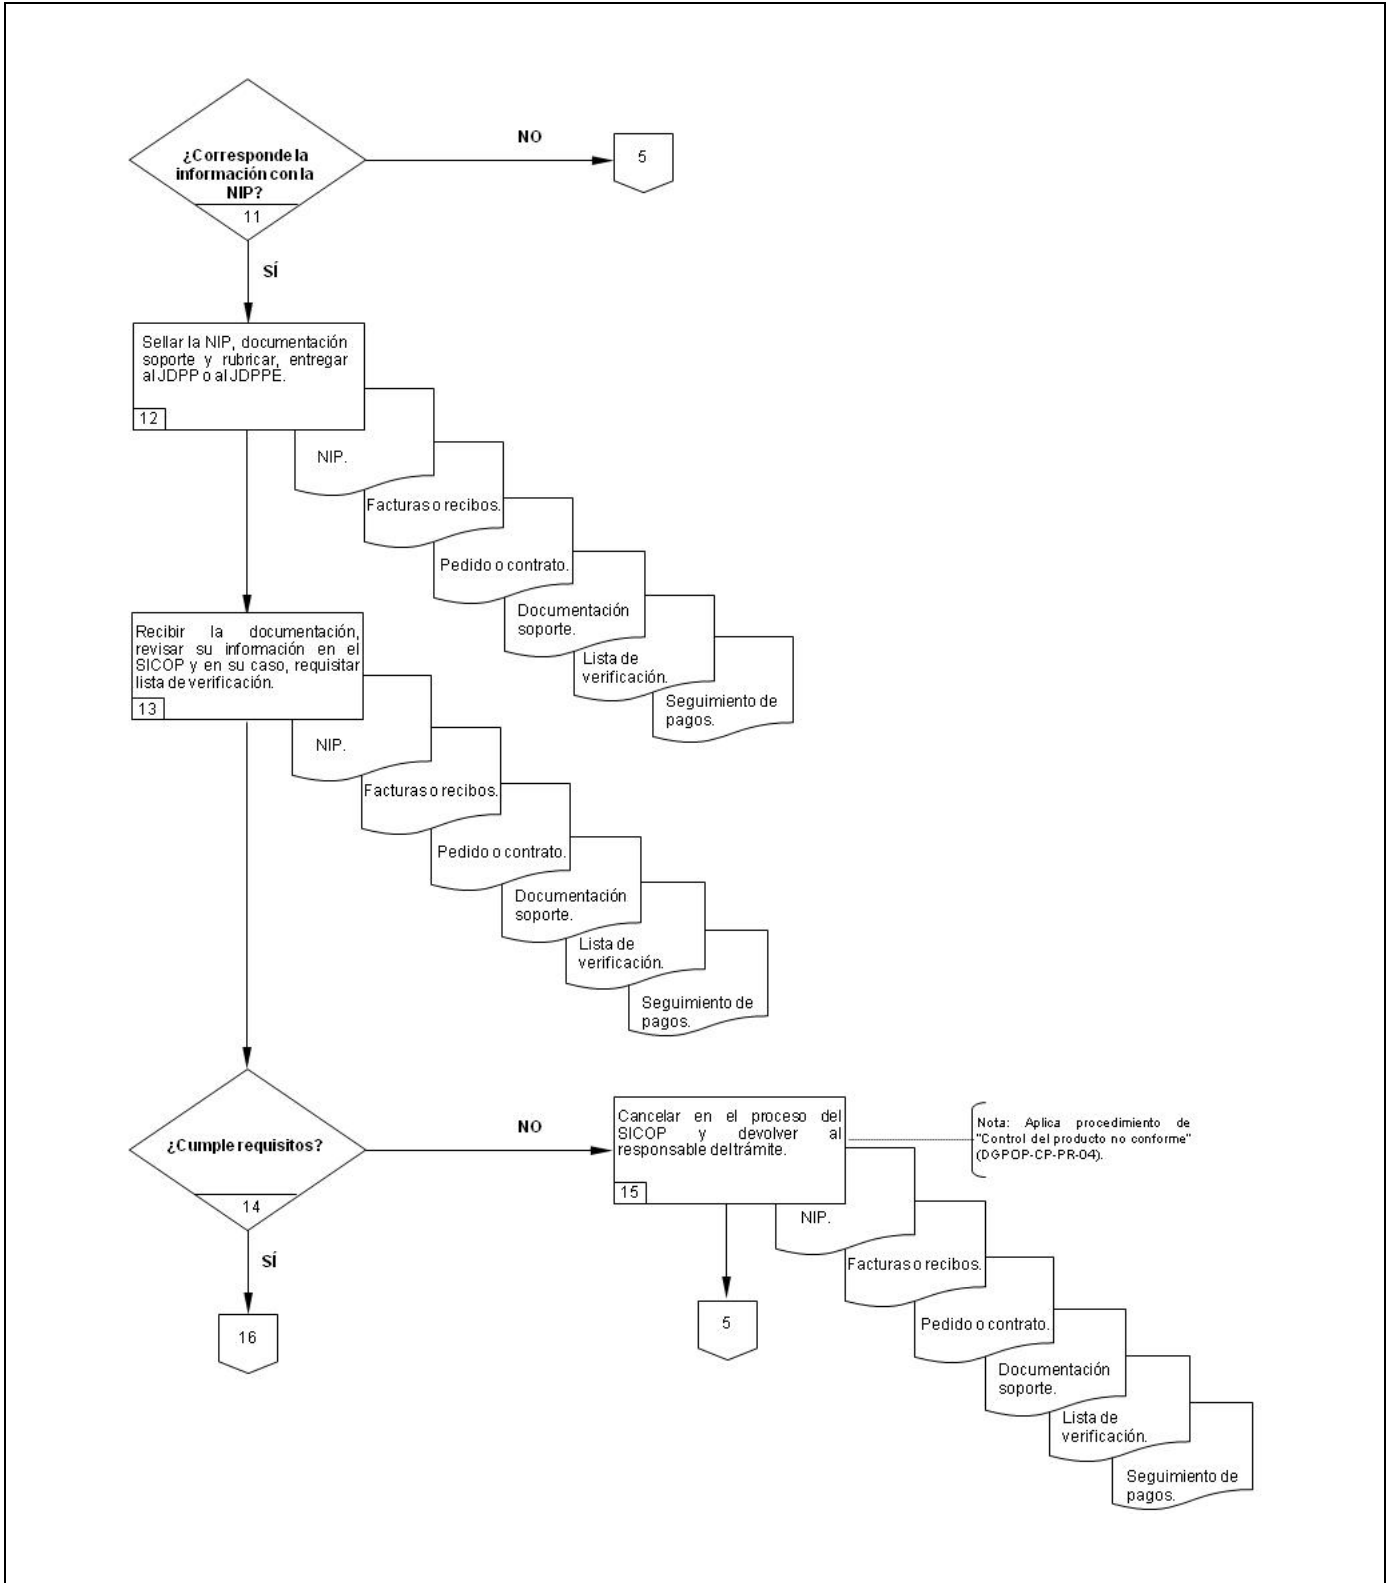 ¿Corresponde la
información con la
NIP?
11
NO
5
SÍ
Sellar la NIP, documentación
soporte y rubricar, entregar
al JDPP o al JDPPE.
12
NIP.
Facturas o recibos.
Pedido o contrato.
Documentación
soporte.
Lista de
verificación.
Seguimiento de
pagos.
Recibir la documentación,
revisar su información en el
SICOP y en su caso, requisitar
lista de verificación.
13
NIP.
Facturas o recibos.
Pedido o contrato.
Documentación
soporte.
Lista de
verificación.
Seguimiento de
pagos.
¿Cumple requisitos?
14
NO
Cancelar en el proceso del
SICOP y devolver al
responsable del trámite.
15
Nota: Aplica procedimiento de
"Control del producto no conforme"
(DGPOP-CP-PR-04).
NIP.
Facturas o recibos.
Pedido o contrato.
Documentación
soporte.
Lista de
verificación.
Seguimiento de
pagos.
SÍ
16
5